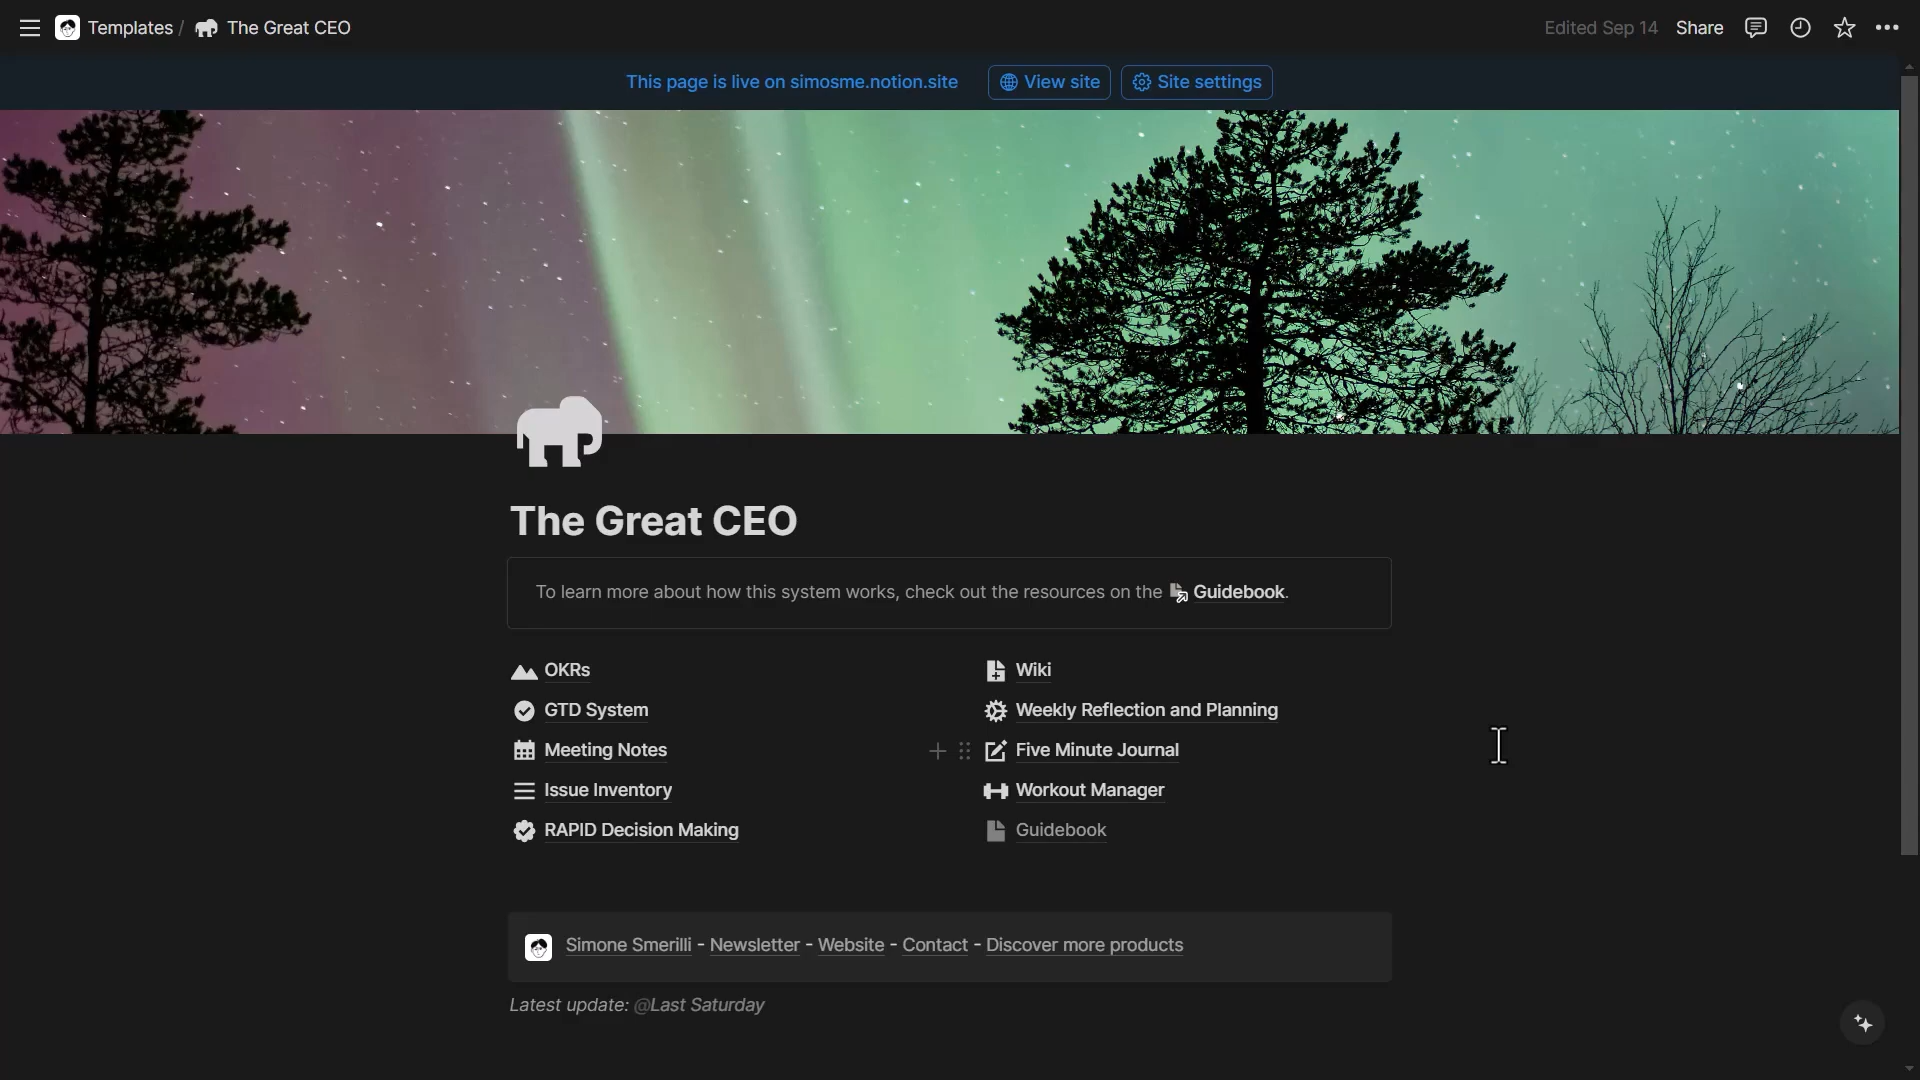 Templates / The Great CEO
Edited Sep 14 Share
This page is live on simosme.notion.site View site Site settings
The Great CEO
To learn more about how this system works, check out the resources on the Guidebook.
OKRs
GTD System
Meeting Notes
Issue Inventory
RAPID Decision Making
Wiki
Weekly Reflection and Planning
Five Minute Journal
Workout Manager
Guidebook
Simone Smerilli - Newsletter - Website - Contact - Discover more products
Latest update: @Last Saturday